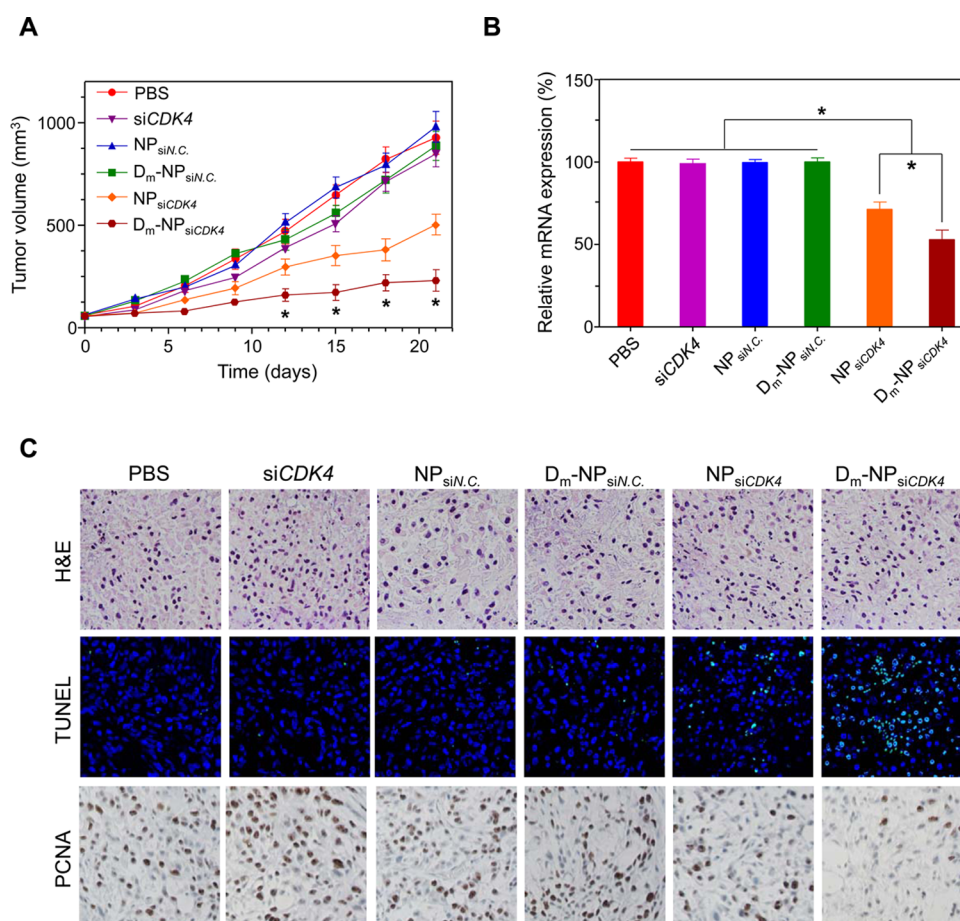 A
Tumor volume (mm³)
1000
500
0
PBS
siCDK4
NPsiN.C.
Dm-NPsiN.C.
NPsiCDK4
Dm-NPsiCDK4
* * * *
0 5 10 15 20
Time (days)
B
Relative mRNA expression (%)
150
100
50
0
*
*
PBS
siCDK4
NPsiN.C.
Dm-NPsiN.C.
NPsiCDK4
Dm-NPsiCDK4
C
PBS siCDK4 NPsiN.C. Dm-NPsiN.C. NPsiCDK4 Dm-NPsiCDK4
H&E
TUNEL
PCNA